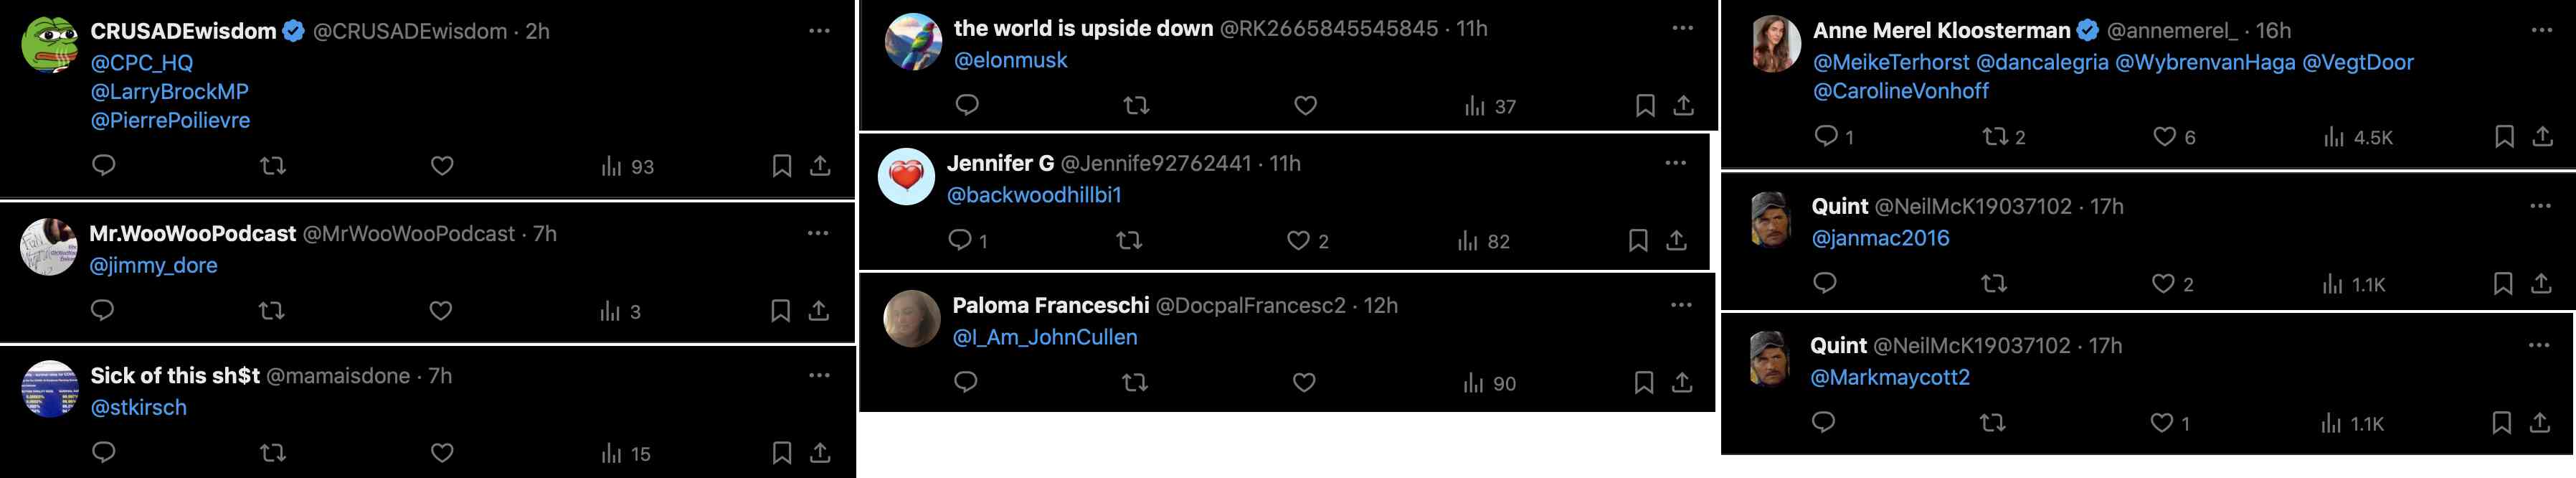 CRUSADEwisdom @CRUSADEwisdom · 2h
@CPC_HQ
@LarryBrockMP
@PierrePoilievre
93
Mr.WooWooPodcast @MrWooWooPodcast · 7h
@jimmy_dore
3
Sick of this sh$t @mamaisdone · 7h
@stkirsch
15
the world is upside down @RK2665845545845 · 11h
@elonmusk
37
Jennifer G @Jennife92762441 · 11h
@backwoodhillbi1
1 2 82
Paloma Franceschi @DocpalFrancesc2 · 12h
@I_Am_JohnCullen
90
Anne Merel Kloosterman @annemerel_ · 16h
@MeikeTerhorst @dancalegria @WybrenvanHaga @VegtDoor
@CarolineVonhoff
1 2 6 4.5K
Quint @NeilMcK19037102 · 17h
@janmac2016
2 1.1K
Quint @NeilMcK19037102 · 17h
@Markmaycott2
1 1.1K